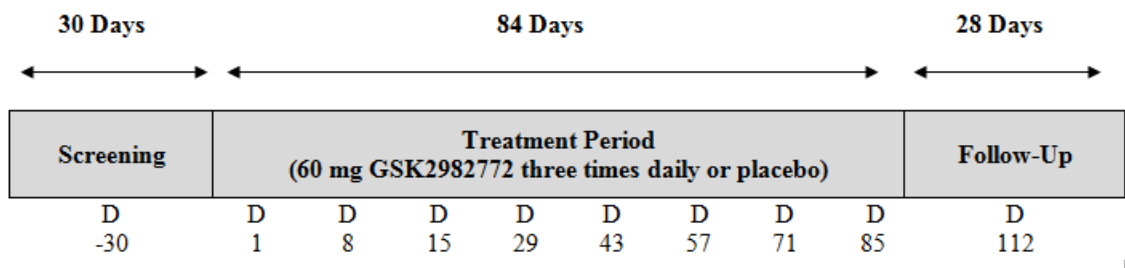 30 Days 84 Days 28 Days
Screening Treatment Period Follow-Up
(60 mg GSK2982772 three times daily or placebo)
D D D D D D D D D D
-30 1 8 15 29 43 57 71 85 112